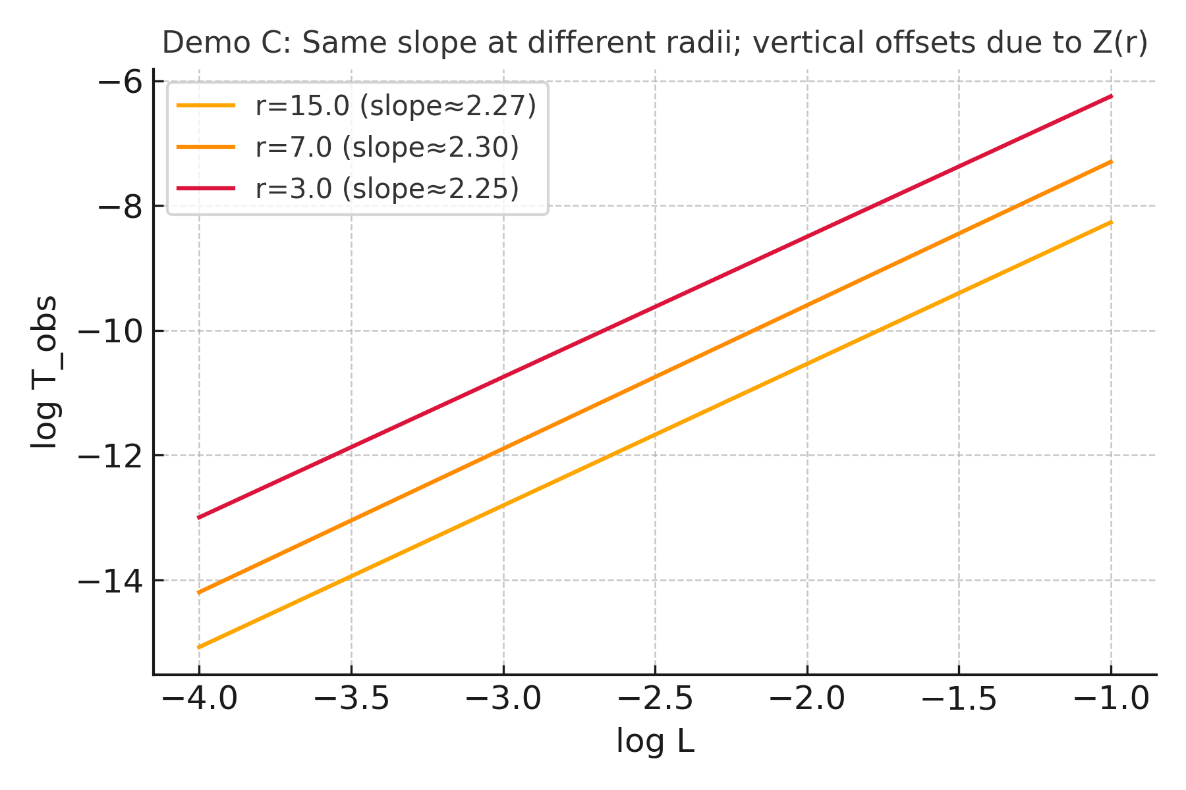 Demo C: Same slope at different radii; vertical offsets due to Z(r)
−6
r=15.0 (slope≈2.27)
r=7.0 (slope≈2.30)
r=3.0 (slope≈2.25)
−8
−10
−12
−14
log T_obs
−4.0 −3.5 −3.0 −2.5 −2.0 −1.5 −1.0
log L